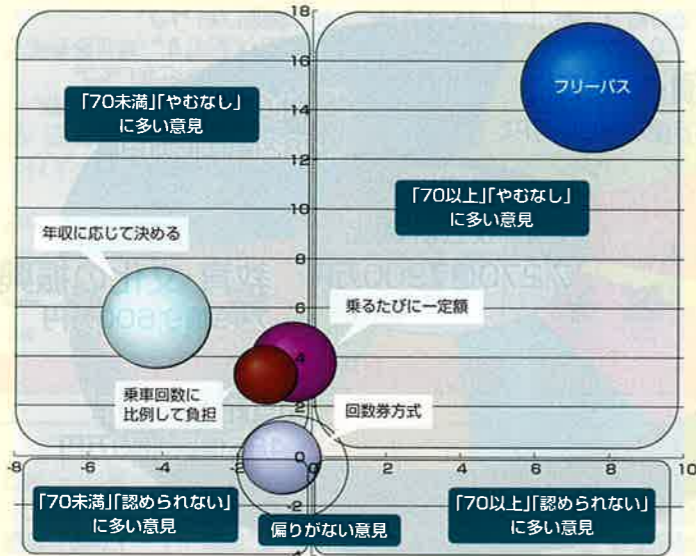 18
16
14
12
10
8
6
4
2
0
-2
-8
-6
-4
-2
0
2
4
6
8
10
フリーパス
「70未満」「やむなし」
に多い意見
「70以上」「やむなし」
に多い意見
年収に応じて決める
乗るたびに一定額
乗車回数に
比例して負担
回数券方式
「70未満」「認められない」
に多い意見
偏りがない意見
「70以上」「認められない」
に多い意見